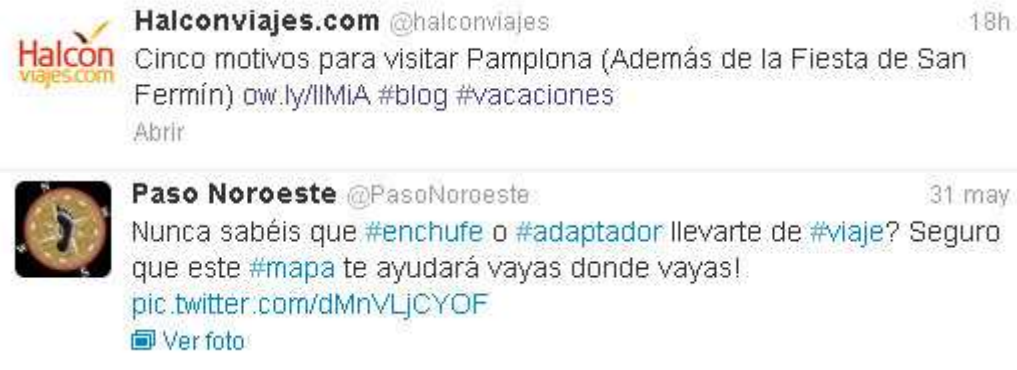 Halcón
viajes.com
Halconviajes.com @halconviajes 18h
Cinco motivos para visitar Pamplona (Además de la Fiesta de San
Fermín) ow.ly/lIMiA #blog #vacaciones
Abrir
Paso Noroeste @PasoNoroeste 31 may
Nunca sabéis que #enchufe o #adaptador llevarte de #viaje? Seguro
que este #mapa te ayudará vayas donde vayas!
pic.twitter.com/dMnVLjCYOF
Ver foto